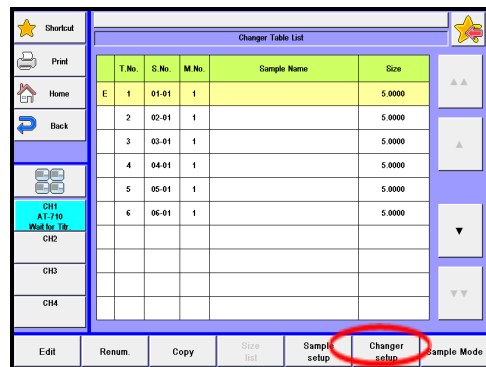 Shortcut
Print
Home
Back
CH1
AT-710
Wait for Titr.
CH2
CH3
CH4
Changer Table List
T.No. S.No. M.No. Sample Name Size
E 1 01-01 1 5.0000
2 02-01 1 5.0000
3 03-01 1 5.0000
4 04-01 1 5.0000
5 05-01 1 5.0000
6 06-01 1 5.0000
Edit
Renum.
Copy
Size
list
Sample
setup
Changer
setup
Sample Mode